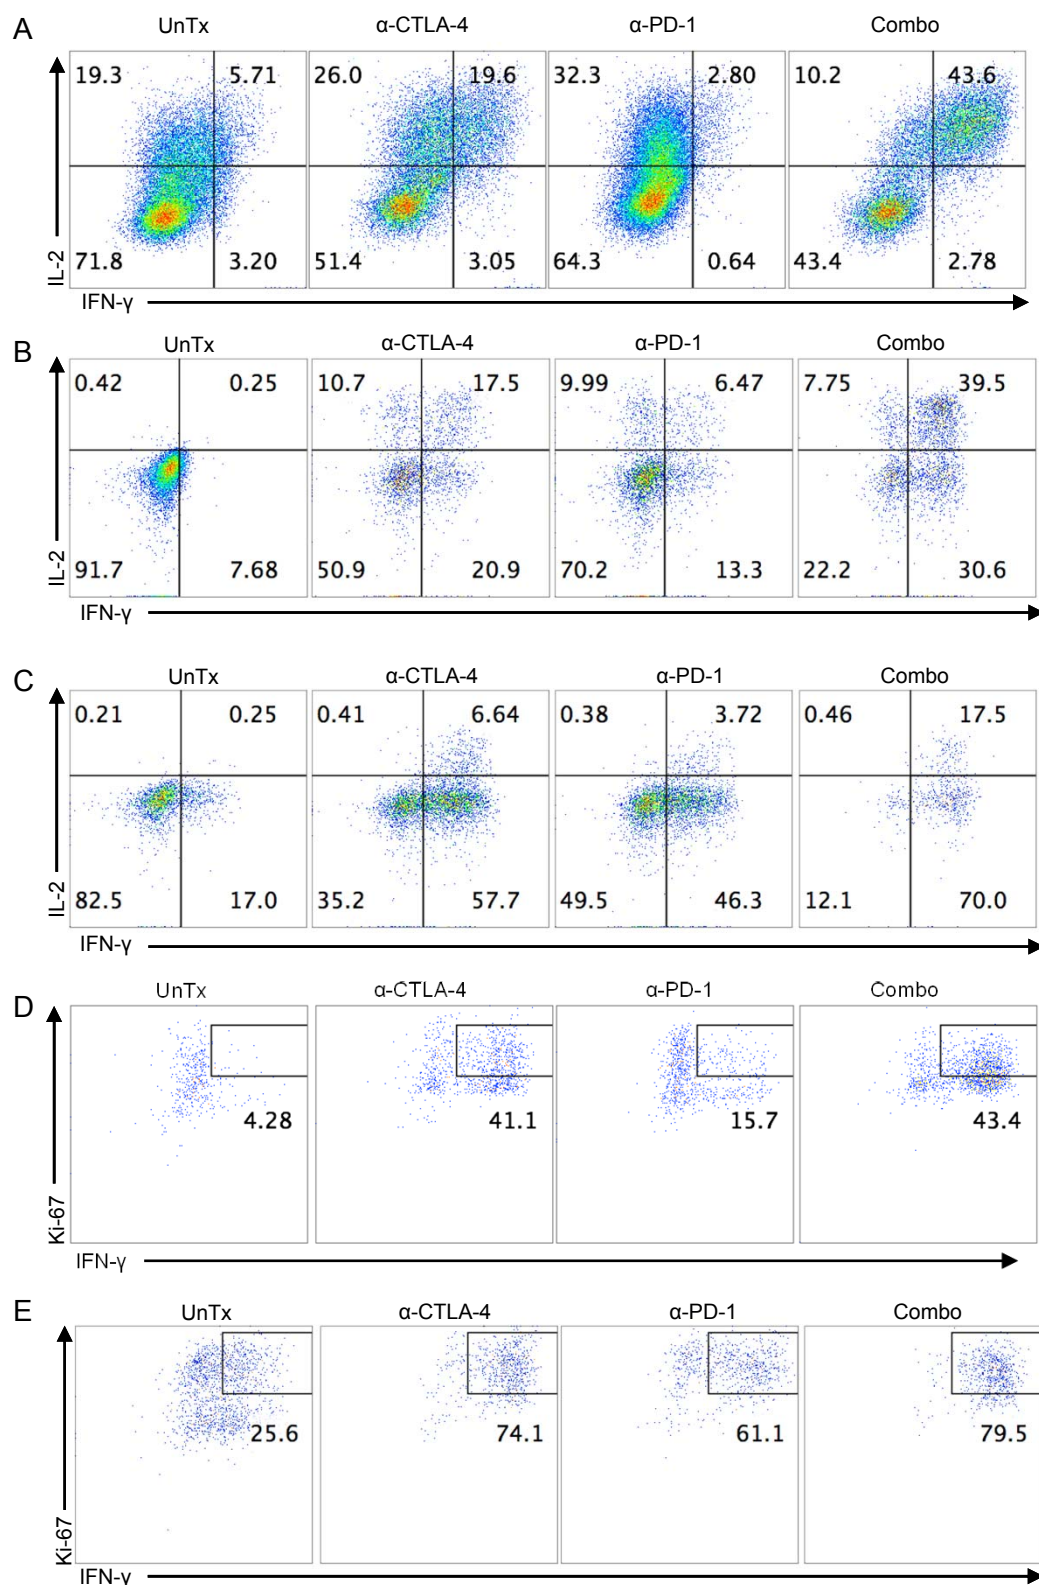 A
UnTx α-CTLA-4 α-PD-1 Combo
19.3 5.71 26.0 19.6 32.3 2.80 10.2 43.6
71.8 3.20 51.4 3.05 64.3 0.64 43.4 2.78
IL-2
IFN-γ
B
UnTx α-CTLA-4 α-PD-1 Combo
0.42 0.25 10.7 17.5 9.99 6.47 7.75 39.5
91.7 7.68 50.9 20.9 70.2 13.3 22.2 30.6
IL-2
IFN-γ
C
UnTx α-CTLA-4 α-PD-1 Combo
0.21 0.25 0.41 6.64 0.38 3.72 0.46 17.5
82.5 17.0 35.2 57.7 49.5 46.3 12.1 70.0
IL-2
IFN-γ
D
UnTx α-CTLA-4 α-PD-1 Combo
4.28 41.1 15.7 43.4
Ki-67
IFN-γ
E
UnTx α-CTLA-4 α-PD-1 Combo
25.6 74.1 61.1 79.5
Ki-67
IFN-γ